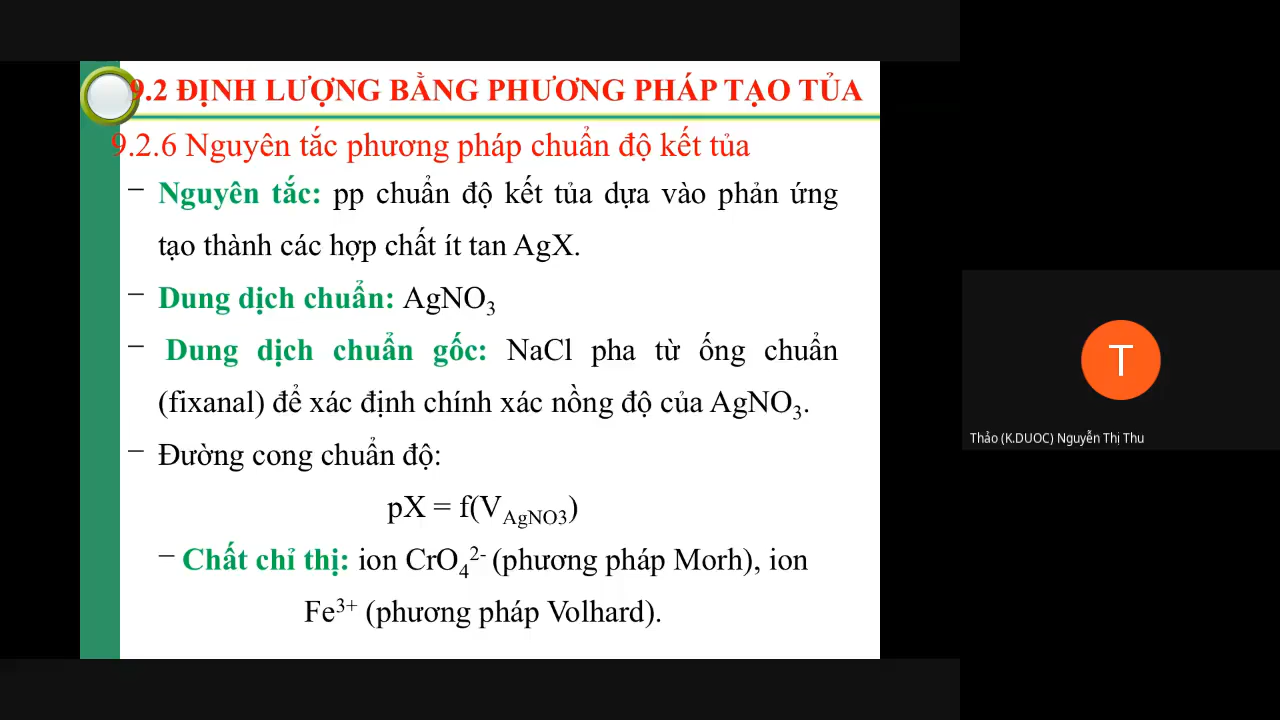 9.2 ĐỊNH LƯỢNG BẰNG PHƯƠNG PHÁP TẠO TỦA
9.2.6 Nguyên tắc phương pháp chuẩn độ kết tủa
– Nguyên tắc: pp chuẩn độ kết tủa dựa vào phản ứng
tạo thành các hợp chất ít tan AgX.
– Dung dịch chuẩn: AgNO₃
– Dung dịch chuẩn gốc: NaCl pha từ ống chuẩn
(fixanal) để xác định chính xác nồng độ của AgNO₃.
– Đường cong chuẩn độ:
pX = f(V_AgNO3)
– Chất chỉ thị: ion CrO₄²⁻ (phương pháp Morh), ion
Fe³⁺ (phương pháp Volhard).
T
Thảo (K.DUOC) Nguyễn Thị Thu